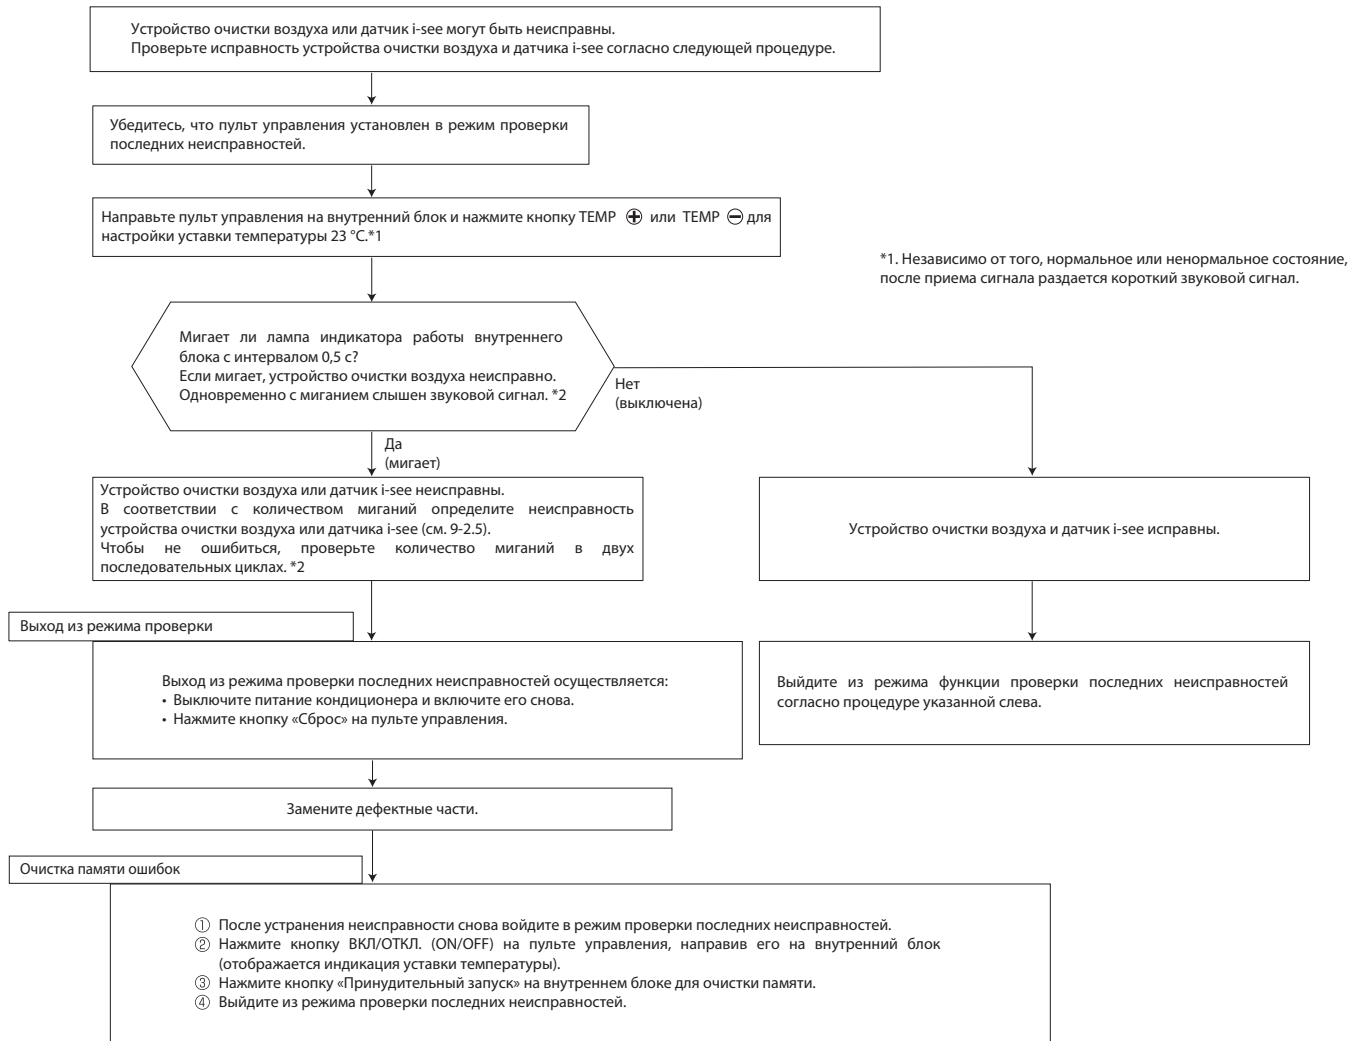 Устройство очистки воздуха или датчик i-see могут быть неисправны.
Проверьте исправность устройства очистки воздуха и датчика i-see согласно следующей процедуре.
Убедитесь, что пульт управления установлен в режим проверки
последних неисправностей.
Направьте пульт управления на внутренний блок и нажмите кнопку TEMP ⊕ или TEMP ⊖ для
настройки уставки температуры 23 °C.*1
*1. Независимо от того, нормальное или ненормальное состояние,
после приема сигнала раздается короткий звуковой сигнал.
Мигает ли лампа индикатора работы внутреннего
блока с интервалом 0,5 с?
Если мигает, устройство очистки воздуха неисправно.
Одновременно с миганием слышен звуковой сигнал. *2
Нет
(выключена)
Да
(мигает)
Устройство очистки воздуха или датчик i-see неисправны.
В соответствии с количеством миганий определите неисправность
устройства очистки воздуха или датчика i-see (см. 9-2.5).
Чтобы не ошибиться, проверьте количество миганий в двух
последовательных циклах. *2
Устройство очистки воздуха и датчик i-see исправны.
Выход из режима проверки
Выход из режима проверки последних неисправностей осуществляется:
• Выключите питание кондиционера и включите его снова.
• Нажмите кнопку «Сброс» на пульте управления.
Выйдите из режима функции проверки последних неисправностей
согласно процедуре указанной слева.
Замените дефектные части.
Очистка памяти ошибок
① После устранения неисправности снова войдите в режим проверки последних неисправностей.
② Нажмите кнопку ВКЛ/ОТКЛ. (ON/OFF) на пульте управления, направив его на внутренний блок
(отображается индикация уставки температуры).
③ Нажмите кнопку «Принудительный запуск» на внутреннем блоке для очистки памяти.
④ Выйдите из режима проверки последних неисправностей.